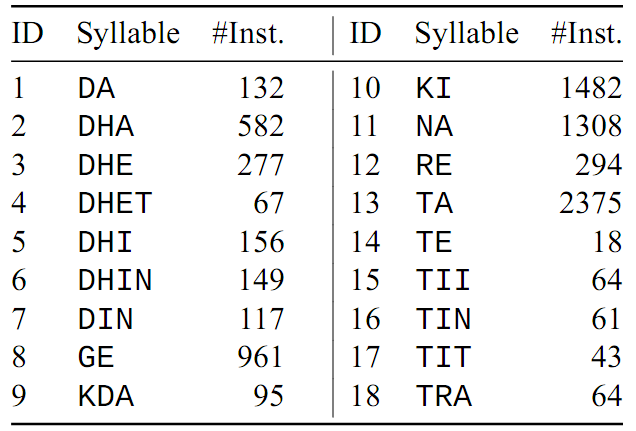 ID Syllable #Inst. ID Syllable #Inst.
1 DA 132 10 KI 1482
2 DHA 582 11 NA 1308
3 DHE 277 12 RE 294
4 DHET 67 13 TA 2375
5 DHI 156 14 TE 18
6 DHIN 149 15 TII 64
7 DIN 117 16 TIN 61
8 GE 961 17 TIT 43
9 KDA 95 18 TRA 64